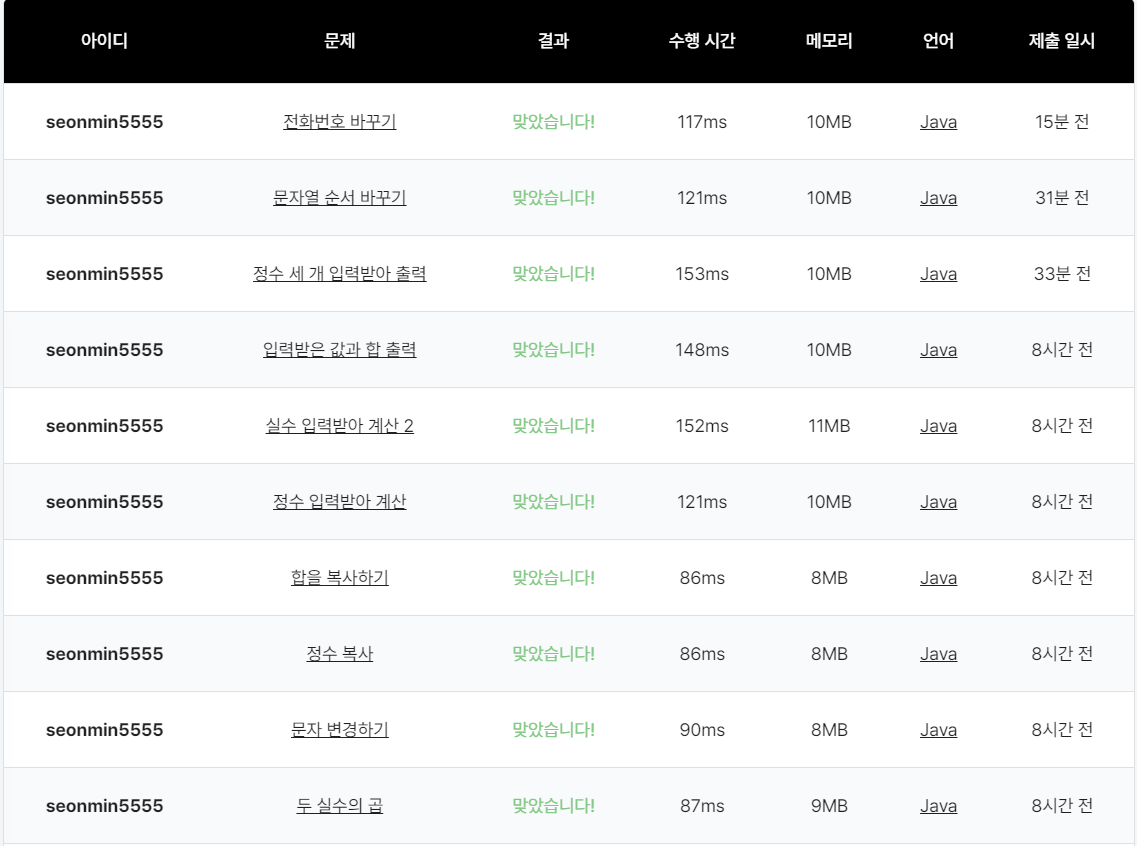 아이디 문제 결과 수행 시간 메모리 언어 제출 일시
seonmin5555 전화번호 바꾸기 맞았습니다! 117ms 10MB Java 15분 전
seonmin5555 문자열 순서 바꾸기 맞았습니다! 121ms 10MB Java 31분 전
seonmin5555 정수 세 개 입력받아 출력 맞았습니다! 153ms 10MB Java 33분 전
seonmin5555 입력받은 값과 합 출력 맞았습니다! 148ms 10MB Java 8시간 전
seonmin5555 실수 입력받아 계산 2 맞았습니다! 152ms 11MB Java 8시간 전
seonmin5555 정수 입력받아 계산 맞았습니다! 121ms 10MB Java 8시간 전
seonmin5555 합을 복사하기 맞았습니다! 86ms 8MB Java 8시간 전
seonmin5555 정수 복사 맞았습니다! 86ms 8MB Java 8시간 전
seonmin5555 문자 변경하기 맞았습니다! 90ms 8MB Java 8시간 전
seonmin5555 두 실수의 곱 맞았습니다! 87ms 9MB Java 8시간 전